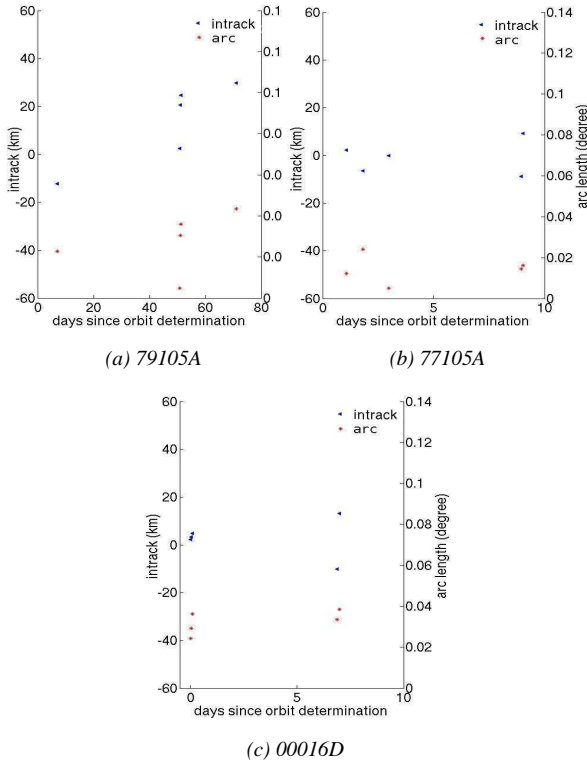 60
40
20
0
-20
-40
-60
intrack (km)
0 20 40 60 80
days since orbit determination
0.1
0.1
0.0
0.0
0.0
0.0
0
intrack
arc
(a) 79105A
60
40
20
0
-20
-40
-60
intrack (km)
0 5 10
days since orbit determination
0.14
0.12
0.1
0.08
0.06
0.04
0.02
0
arc length (degree)
intrack
arc
(b) 77105A
60
40
20
0
-20
-40
-60
intrack (km)
0 5 10
days since orbit determination
0.14
0.12
0.1
0.08
0.06
0.04
0.02
0
arc length (degree)
intrack
arc
(c) 00016D